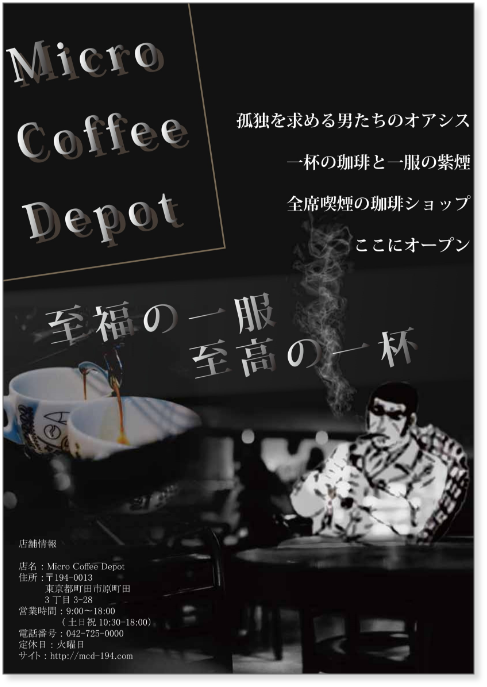 Micro
Coffee
Depot
孤独を求める男たちのオアシス
一杯の珈琲と一服の紫煙
全席喫煙の珈琲ショップ
ここにオープン
至福の一服
至高の一杯
店舗情報
店名：Micro Coffee Depot
住所：〒194-0013
東京都町田市原町田
3丁目3-28
営業時間：9:00〜18:00
（土日祝 10:30-18:00）
電話番号：042-725-0000
定休日：火曜日
サイト：http://mcd-194.com